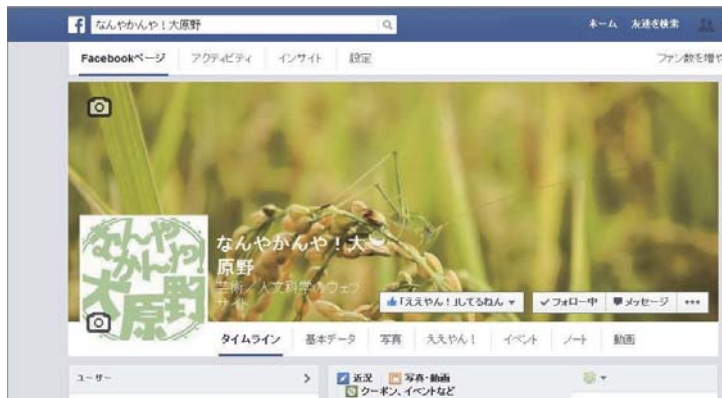 なんやかんや!大原野
ホーム 友達を検索
Facebookページ アクティビティ インサイト 設定 ファン数を増や
なんやかんや!大原野
なんやかんや!大
原野
芸術/人文科学のウェブ
サイト
「ええやん!」してるねん フォロー中 メッセージ
タイムライン 基本データ 写真 ええやん! イベント ノート 動画
ユーザー
近況 写真・動画
クーポン、イベントなど